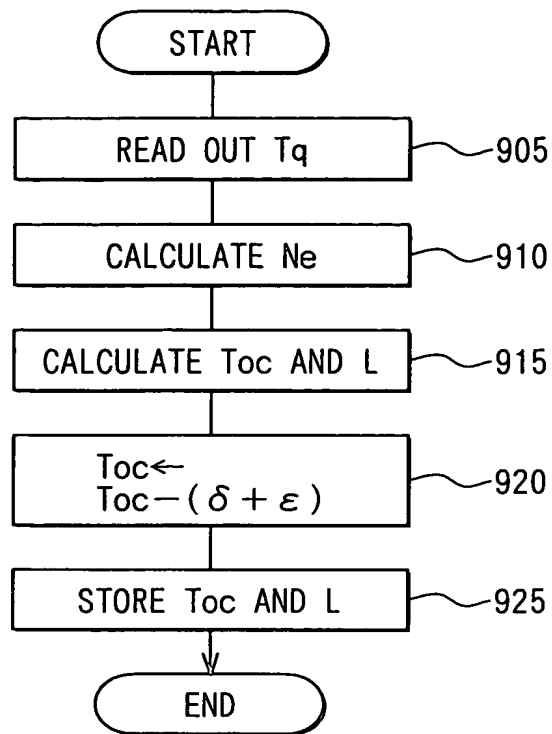 START
READ OUT Tq
905
CALCULATE Ne
910
CALCULATE Toc AND L
915
Toc←
Toc−(δ+ε)
920
STORE Toc AND L
925
END